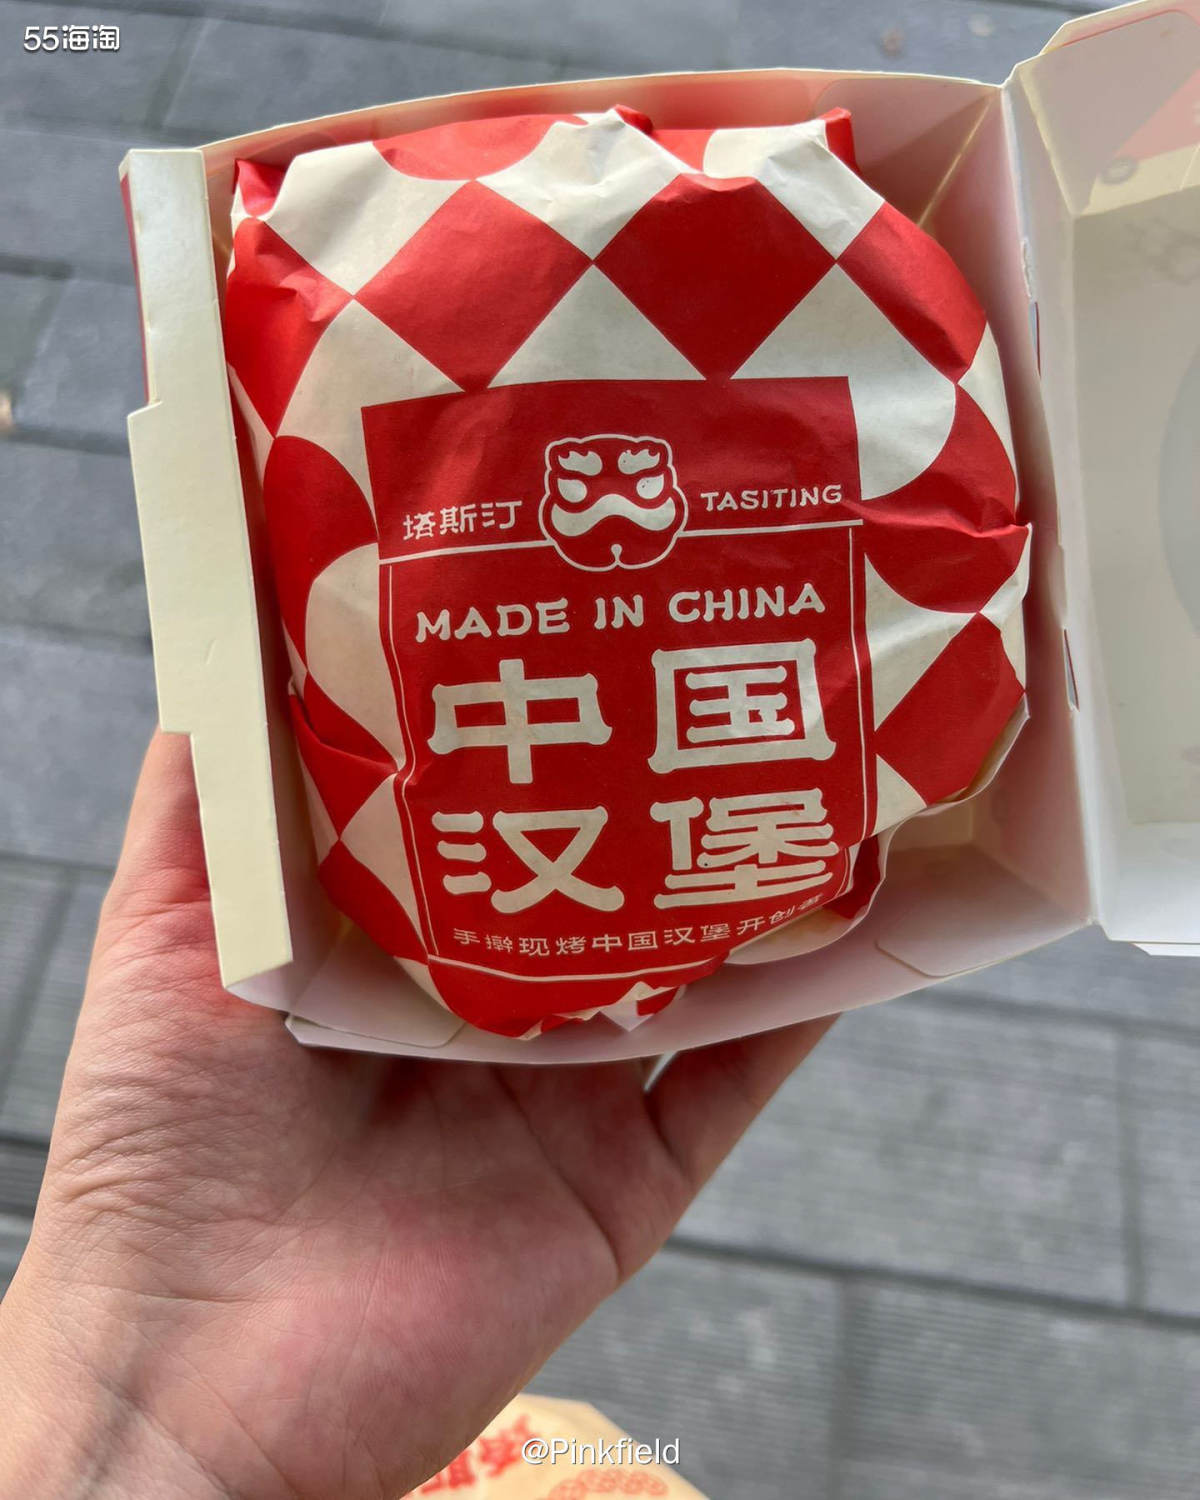 55海淘
塔斯汀 TASITING
MADE IN CHINA
中国
汉堡
手擀现烤中国汉堡开创者
@Pinkfield